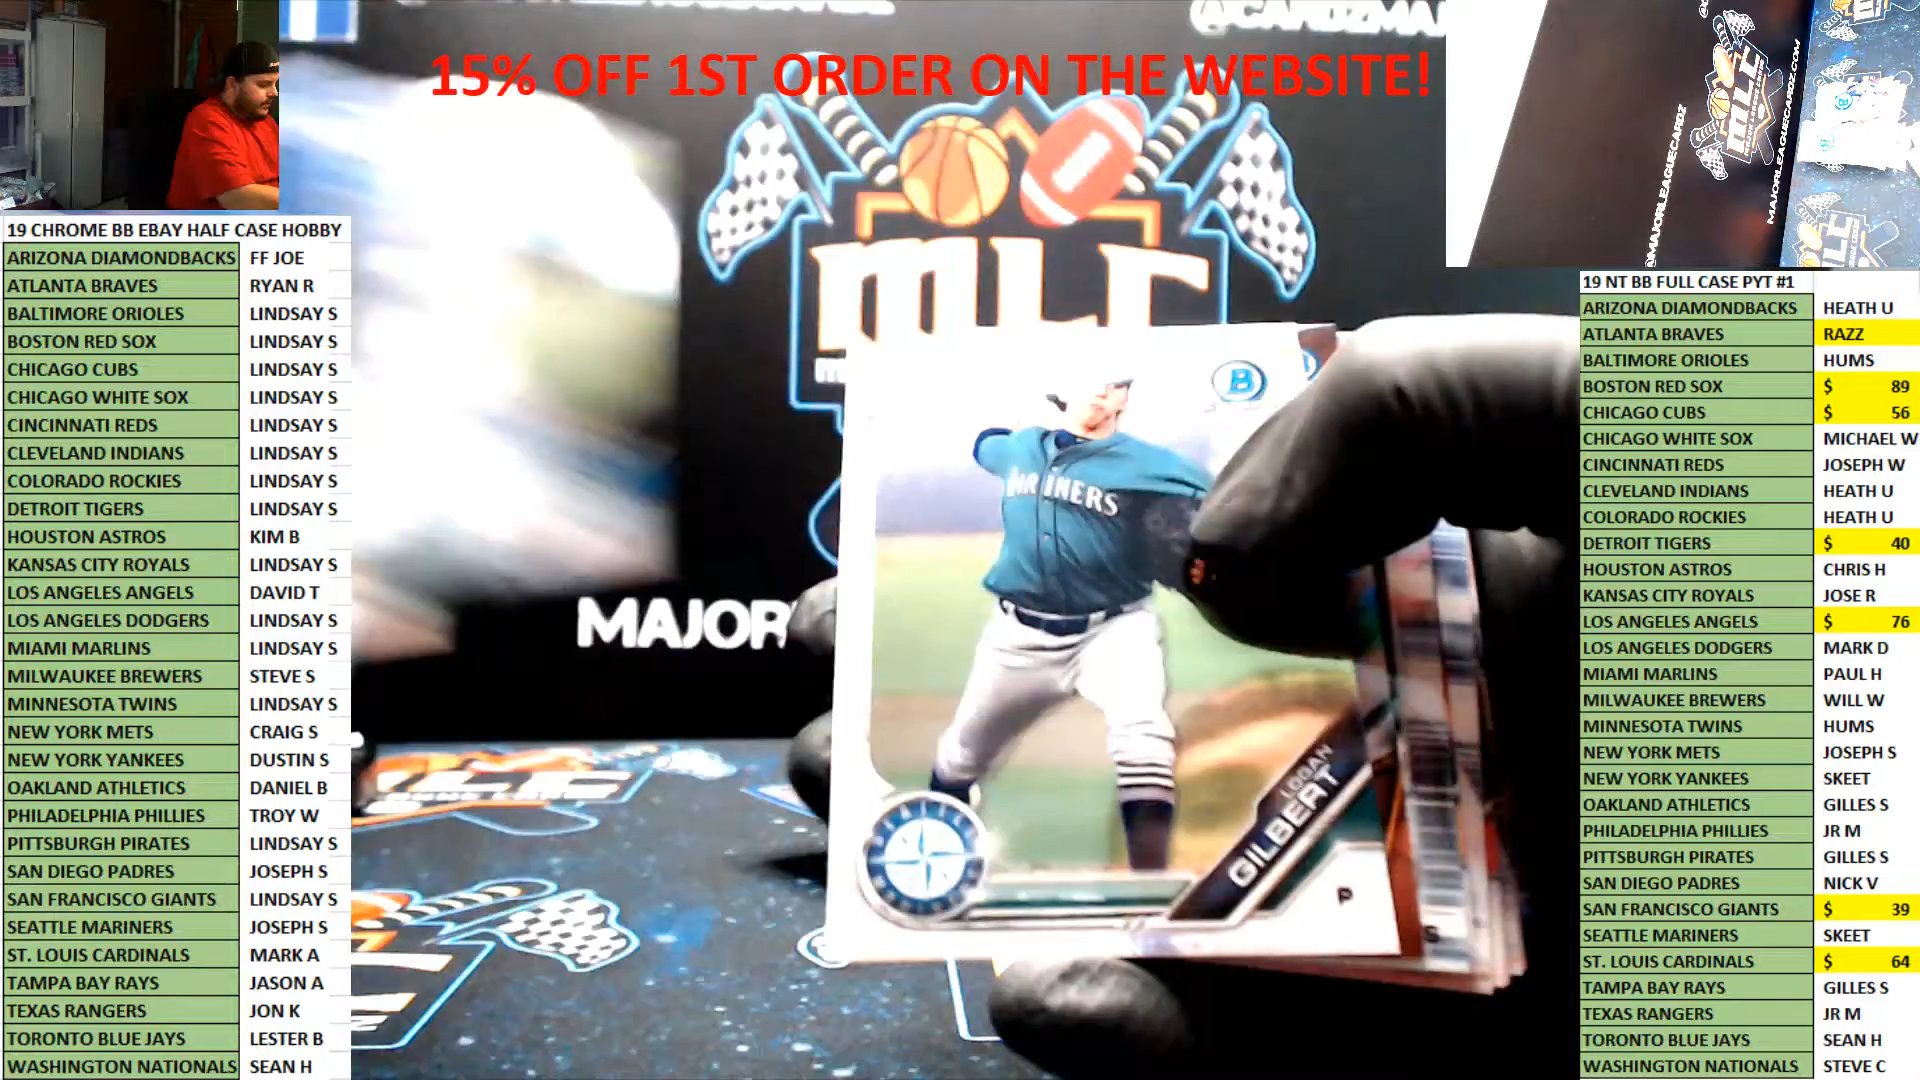 @CARDZMAJ
15% OFF 1ST ORDER ON THE WEBSITE!
MLC
MAJOR
MARINERS
B
LOGAN
GILBERT
P
S
@MAJORLEAGUECARDZ
MLC
MAJORLEAGUECARDZ.COM
19 CHROME BB EBAY HALF CASE HOBBY
ARIZONA DIAMONDBACKS FF JOE
ATLANTA BRAVES RYAN R
BALTIMORE ORIOLES LINDSAY S
BOSTON RED SOX LINDSAY S
CHICAGO CUBS LINDSAY S
CHICAGO WHITE SOX LINDSAY S
CINCINNATI REDS LINDSAY S
CLEVELAND INDIANS LINDSAY S
COLORADO ROCKIES LINDSAY S
DETROIT TIGERS LINDSAY S
HOUSTON ASTROS KIM B
KANSAS CITY ROYALS LINDSAY S
LOS ANGELES ANGELS DAVID T
LOS ANGELES DODGERS LINDSAY S
MIAMI MARLINS LINDSAY S
MILWAUKEE BREWERS STEVE S
MINNESOTA TWINS LINDSAY S
NEW YORK METS CRAIG S
NEW YORK YANKEES DUSTIN S
OAKLAND ATHLETICS DANIEL B
PHILADELPHIA PHILLIES TROY W
PITTSBURGH PIRATES LINDSAY S
SAN DIEGO PADRES JOSEPH S
SAN FRANCISCO GIANTS LINDSAY S
SEATTLE MARINERS JOSEPH S
ST. LOUIS CARDINALS MARK A
TAMPA BAY RAYS JASON A
TEXAS RANGERS JON K
TORONTO BLUE JAYS LESTER B
WASHINGTON NATIONALS SEAN H
19 NT BB FULL CASE PYT #1
ARIZONA DIAMONDBACKS HEATH U
ATLANTA BRAVES RAZZ
BALTIMORE ORIOLES HUMS
BOSTON RED SOX $ 89
CHICAGO CUBS $ 56
CHICAGO WHITE SOX MICHAEL W
CINCINNATI REDS JOSEPH W
CLEVELAND INDIANS HEATH U
COLORADO ROCKIES HEATH U
DETROIT TIGERS $ 40
HOUSTON ASTROS CHRIS H
KANSAS CITY ROYALS JOSE R
LOS ANGELES ANGELS $ 76
LOS ANGELES DODGERS MARK D
MIAMI MARLINS PAUL H
MILWAUKEE BREWERS WILL W
MINNESOTA TWINS HUMS
NEW YORK METS JOSEPH S
NEW YORK YANKEES SKEET
OAKLAND ATHLETICS GILLES S
PHILADELPHIA PHILLIES JR M
PITTSBURGH PIRATES GILLES S
SAN DIEGO PADRES NICK V
SAN FRANCISCO GIANTS $ 39
SEATTLE MARINERS SKEET
ST. LOUIS CARDINALS $ 64
TAMPA BAY RAYS GILLES S
TEXAS RANGERS JR M
TORONTO BLUE JAYS SEAN H
WASHINGTON NATIONALS STEVE C